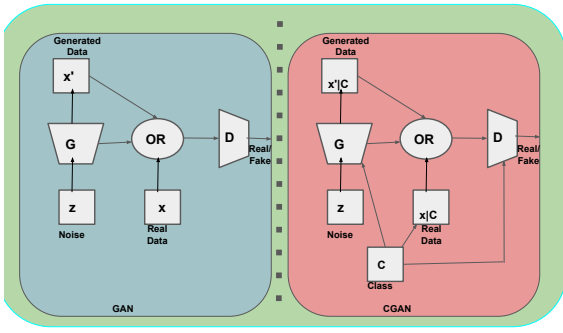 Generated
Data
x'
G
OR
D
Real/
Fake
z
x
Noise
Real
Data
GAN
Generated
Data
x'|C
G
OR
D
Real/
Fake
z
x|C
Noise
Real
Data
C
Class
CGAN